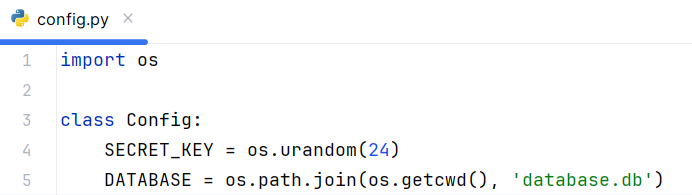 config.py ×
1 import os
2
3 class Config:
4     SECRET_KEY = os.urandom(24)
5     DATABASE = os.path.join(os.getcwd(), 'database.db')